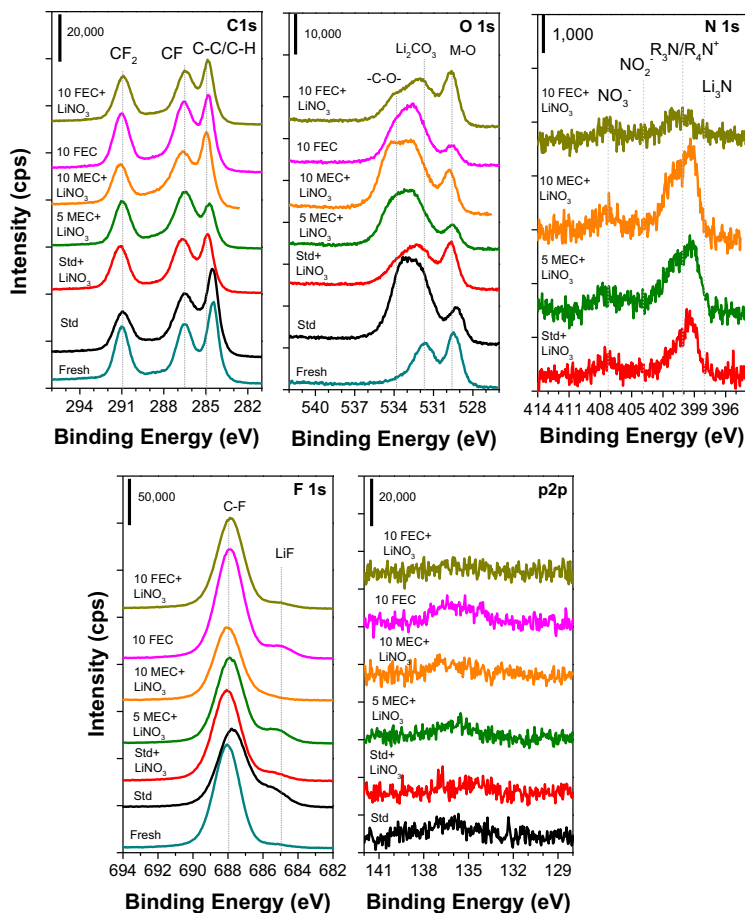 C1s
20,000
CF₂
CF
C-C/C-H
10 FEC+
LiNO₃
10 FEC
10 MEC+
LiNO₃
5 MEC+
LiNO₃
Std+
LiNO₃
Std
Fresh
294 291 288 285 282
Binding Energy (eV)
Intensity (cps)
O 1s
10,000
Li₂CO₃
M-O
-C-O-
10 FEC+
LiNO₃
10 FEC
10 MEC+
LiNO₃
5 MEC+
LiNO₃
Std+
LiNO₃
Std
Fresh
540 537 534 531 528
Binding Energy (eV)
N 1s
1,000
R₃N/R₄N⁺
NO₂⁻
Li₃N
NO₃⁻
10 FEC+
LiNO₃
10 MEC+
LiNO₃
5 MEC+
LiNO₃
Std+
LiNO₃
414 411 408 405 402 399 396
Binding Energy (eV)
F 1s
50,000
C-F
LiF
10 FEC+
LiNO₃
10 FEC
10 MEC+
LiNO₃
5 MEC+
LiNO₃
Std+
LiNO₃
Std
Fresh
694 692 690 688 686 684 682
Binding Energy (eV)
Intensity (cps)
p2p
20,000
10 FEC+
LiNO₃
10 FEC
10 MEC+
LiNO₃
5 MEC+
LiNO₃
Std+
LiNO₃
Std
141 138 135 132 129
Binding Energy (eV)